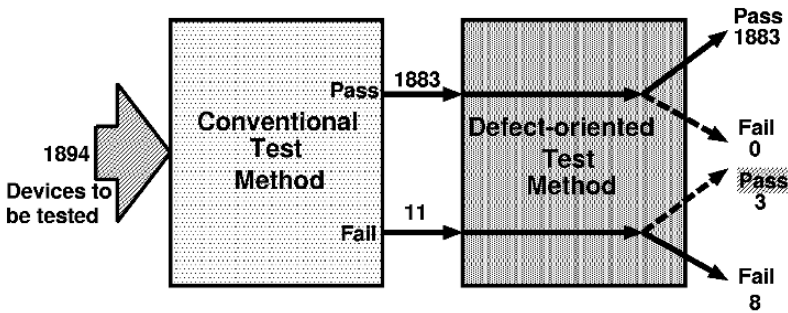 1894
Devices to
be tested
Conventional
Test
Method
Pass
Fail
1883
11
Defect-oriented
Test
Method
Pass
1883
Fail
0
Pass
3
Fail
8